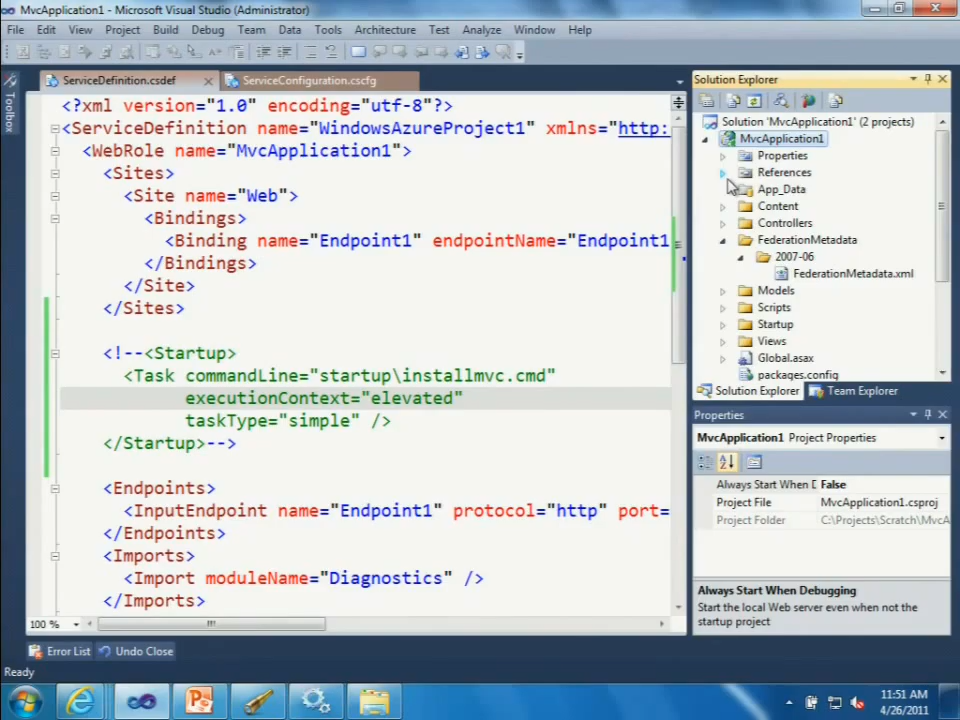 MvcApplication1 - Microsoft Visual Studio (Administrator)
File Edit View Project Build Debug Team Data Tools Architecture Test Analyze Window Help
Toolbox
ServiceDefinition.csdef
ServiceConfiguration.cscfg
<?xml version="1.0" encoding="utf-8"?>
<ServiceDefinition name="WindowsAzureProject1" xmlns="http:
<WebRole name="MvcApplication1">
<Sites>
<Site name="Web">
<Bindings>
<Binding name="Endpoint1" endpointName="Endpoint1
</Bindings>
</Site>
</Sites>
<!--<Startup>
<Task commandLine="startup\installmvc.cmd"
executionContext="elevated"
taskType="simple" />
</Startup>-->
<Endpoints>
<InputEndpoint name="Endpoint1" protocol="http" port=
</Endpoints>
<Imports>
<Import moduleName="Diagnostics" />
</Imports>
100 %
Solution Explorer
Solution 'MvcApplication1' (2 projects)
MvcApplication1
Properties
References
App_Data
Content
Controllers
FederationMetadata
2007-06
FederationMetadata.xml
Models
Scripts
Startup
Views
Global.asax
packages.config
Solution Explorer Team Explorer
Properties
MvcApplication1 Project Properties
Always Start When D False
Project File MvcApplication1.csproj
Project Folder C:\Projects\Scratch\MvcA
Always Start When Debugging
Start the local Web server even when not the
startup project
Error List Undo Close
Ready
11:51 AM
4/26/2011